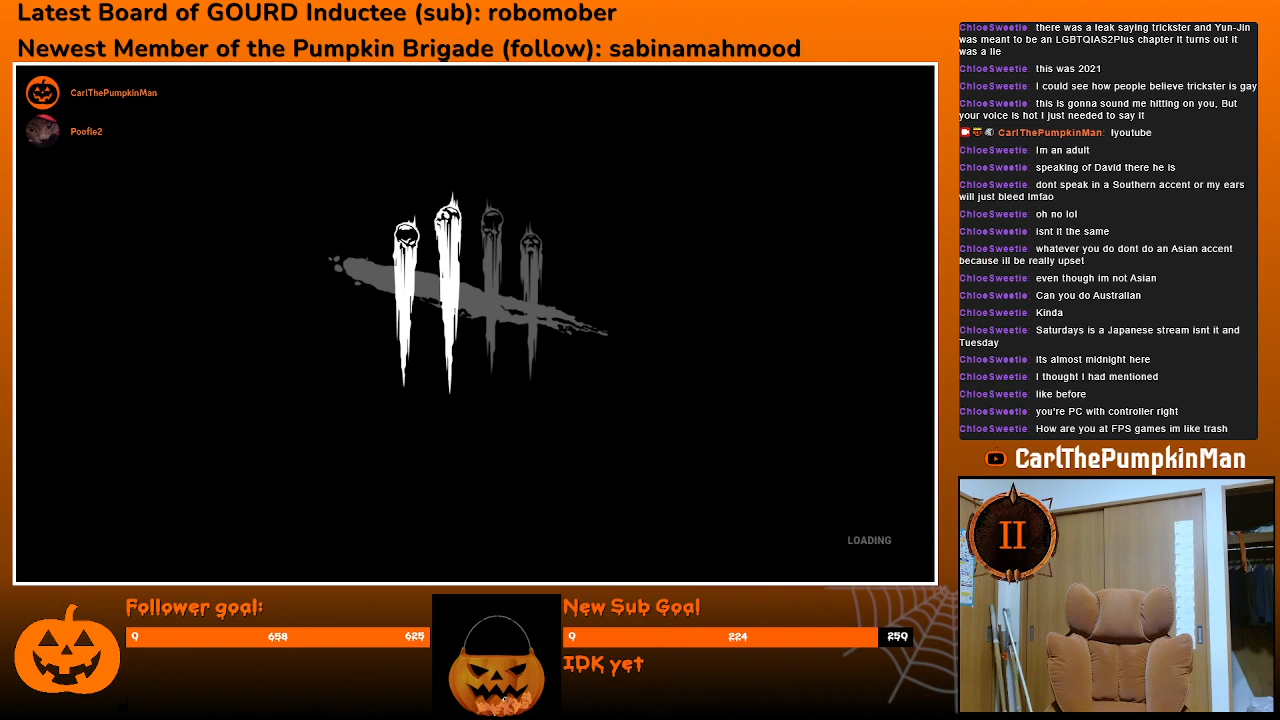 Latest Board of GOURD Inductee (sub): robomober
Newest Member of the Pumpkin Brigade (follow): sabinamahmood
CarlThePumpkinMan
Poofle2
LOADING
ChloeSweetie: there was a leak saying trickster and Yun-Jin
was meant to be an LGBTQIAS2Plus chapter it turns out it
was a lie
ChloeSweetie: this was 2021
ChloeSweetie: I could see how people believe trickster is gay
ChloeSweetie: this is gonna sound me hitting on you, But
your voice is hot I just needed to say it
CarlThePumpkinMan: !youtube
ChloeSweetie: Im an adult
ChloeSweetie: speaking of David there he is
ChloeSweetie: dont speak in a Southern accent or my ears
will just bleed lmfao
ChloeSweetie: oh no lol
ChloeSweetie: isnt it the same
ChloeSweetie: whatever you do dont do an Asian accent
because ill be really upset
ChloeSweetie: even though im not Asian
ChloeSweetie: Can you do Australian
ChloeSweetie: Kinda
ChloeSweetie: Saturdays is a Japanese stream isnt it and
Tuesday
ChloeSweetie: Its almost midnight here
ChloeSweetie: I thought I had mentioned
ChloeSweetie: like before
ChloeSweetie: you're PC with controller right
ChloeSweetie: How are you at FPS games im like trash
CarlThePumpkinMan
II
Follower goal:
0 658 625
New Sub Goal
0 224 250
IDK yet